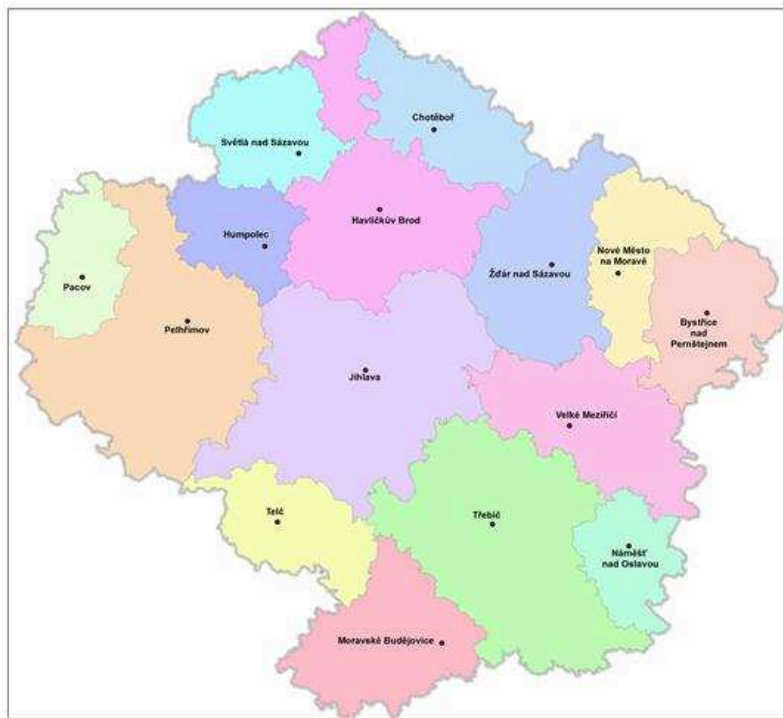 Chotěboř
Světlá nad Sázavou
Havlíčkův Brod
Humpolec
Nové Město
na Moravě
Žďár nad Sázavou
Pacov
Bystřice
nad
Pernštejnem
Pelhřimov
Jihlava
Velké Meziříčí
Telč
Třebíč
Náměšť
nad Oslavou
Moravské Budějovice